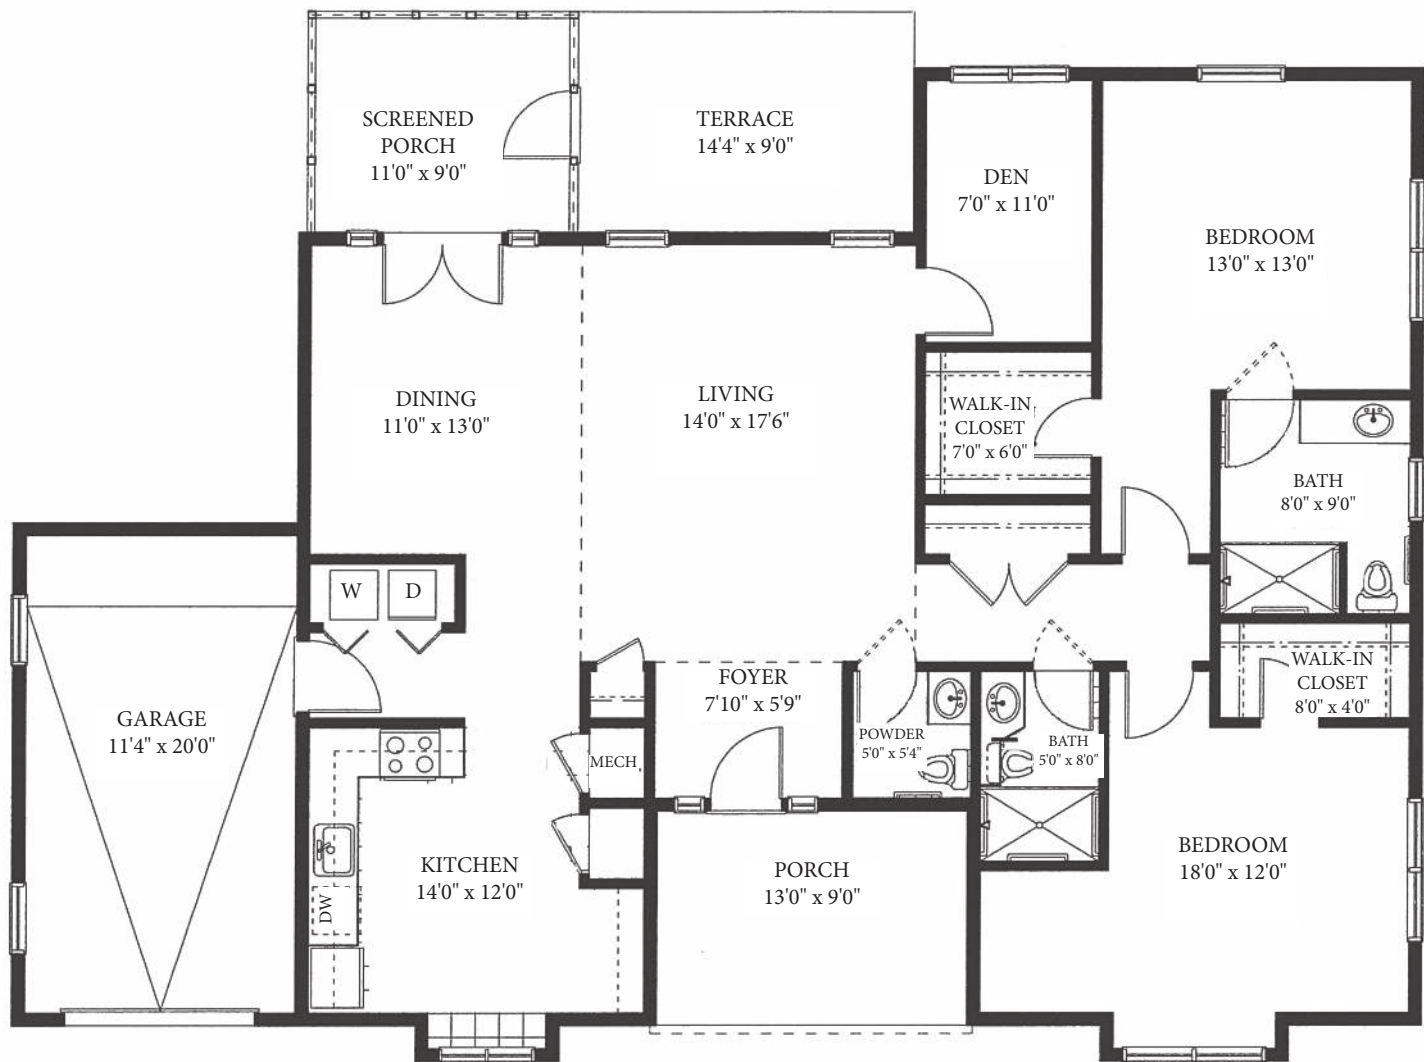 SCREENED
PORCH
11'0" x 9'0"
TERRACE
14'4" x 9'0"
DEN
7'0" x 11'0"
BEDROOM
13'0" x 13'0"
DINING
11'0" x 13'0"
LIVING
14'0" x 17'6"
WALK-IN
CLOSET
7'0" x 6'0"
BATH
8'0" x 9'0"
W
D
GARAGE
11'4" x 20'0"
FOYER
7'10" x 5'9"
WALK-IN
CLOSET
8'0" x 4'0"
MECH
POWDER
5'0" x 5'4"
BATH
5'0" x 8'0"
KITCHEN
14'0" x 12'0"
DW
PORCH
13'0" x 9'0"
BEDROOM
18'0" x 12'0"